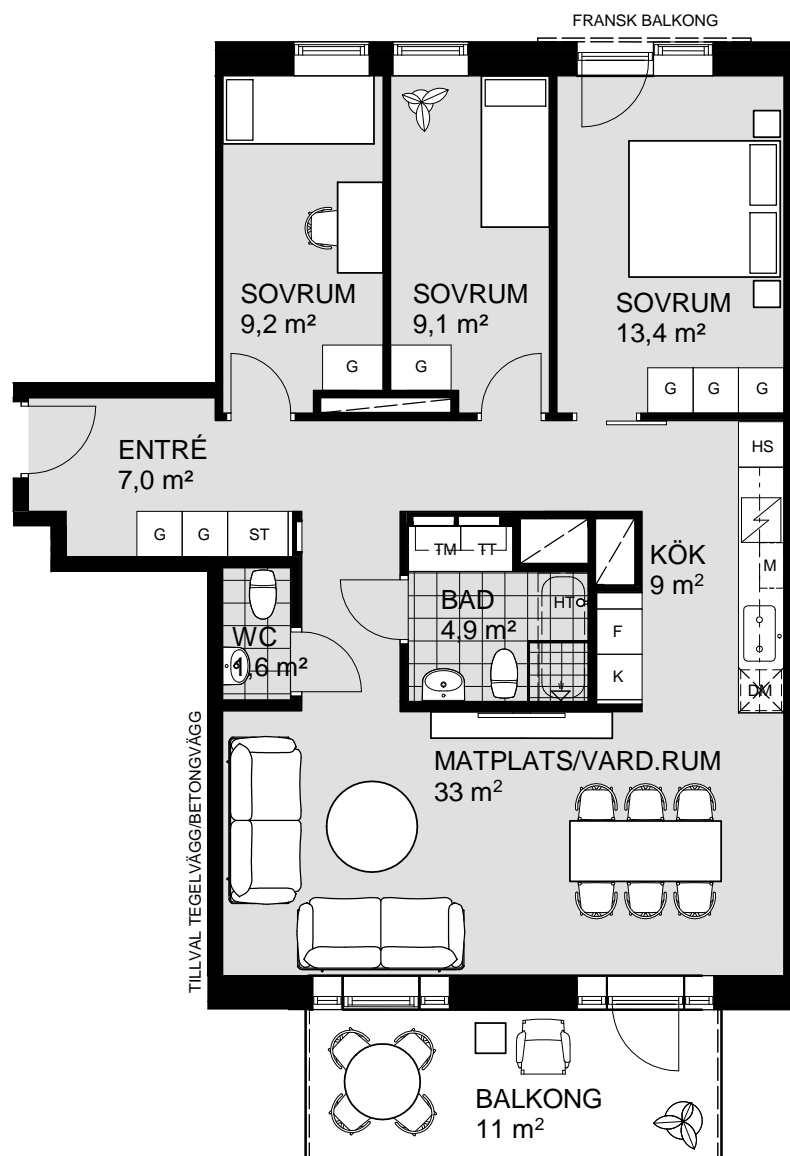 FRANSK BALKONG
SOVRUM
9,2 m²
SOVRUM
9,1 m²
SOVRUM
13,4 m²
G
G
G
G
G
ENTRÉ
7,0 m²
HS
G
G
ST
TM
TT
KÖK
9 m²
M
BAD
4,9 m²
HT
F
WC
1,6 m²
K
DM
TILLVAL TEGELVÄGG/BETONGVÄGG
MATPLATS/VARD.RUM
33 m²
BALKONG
11 m²